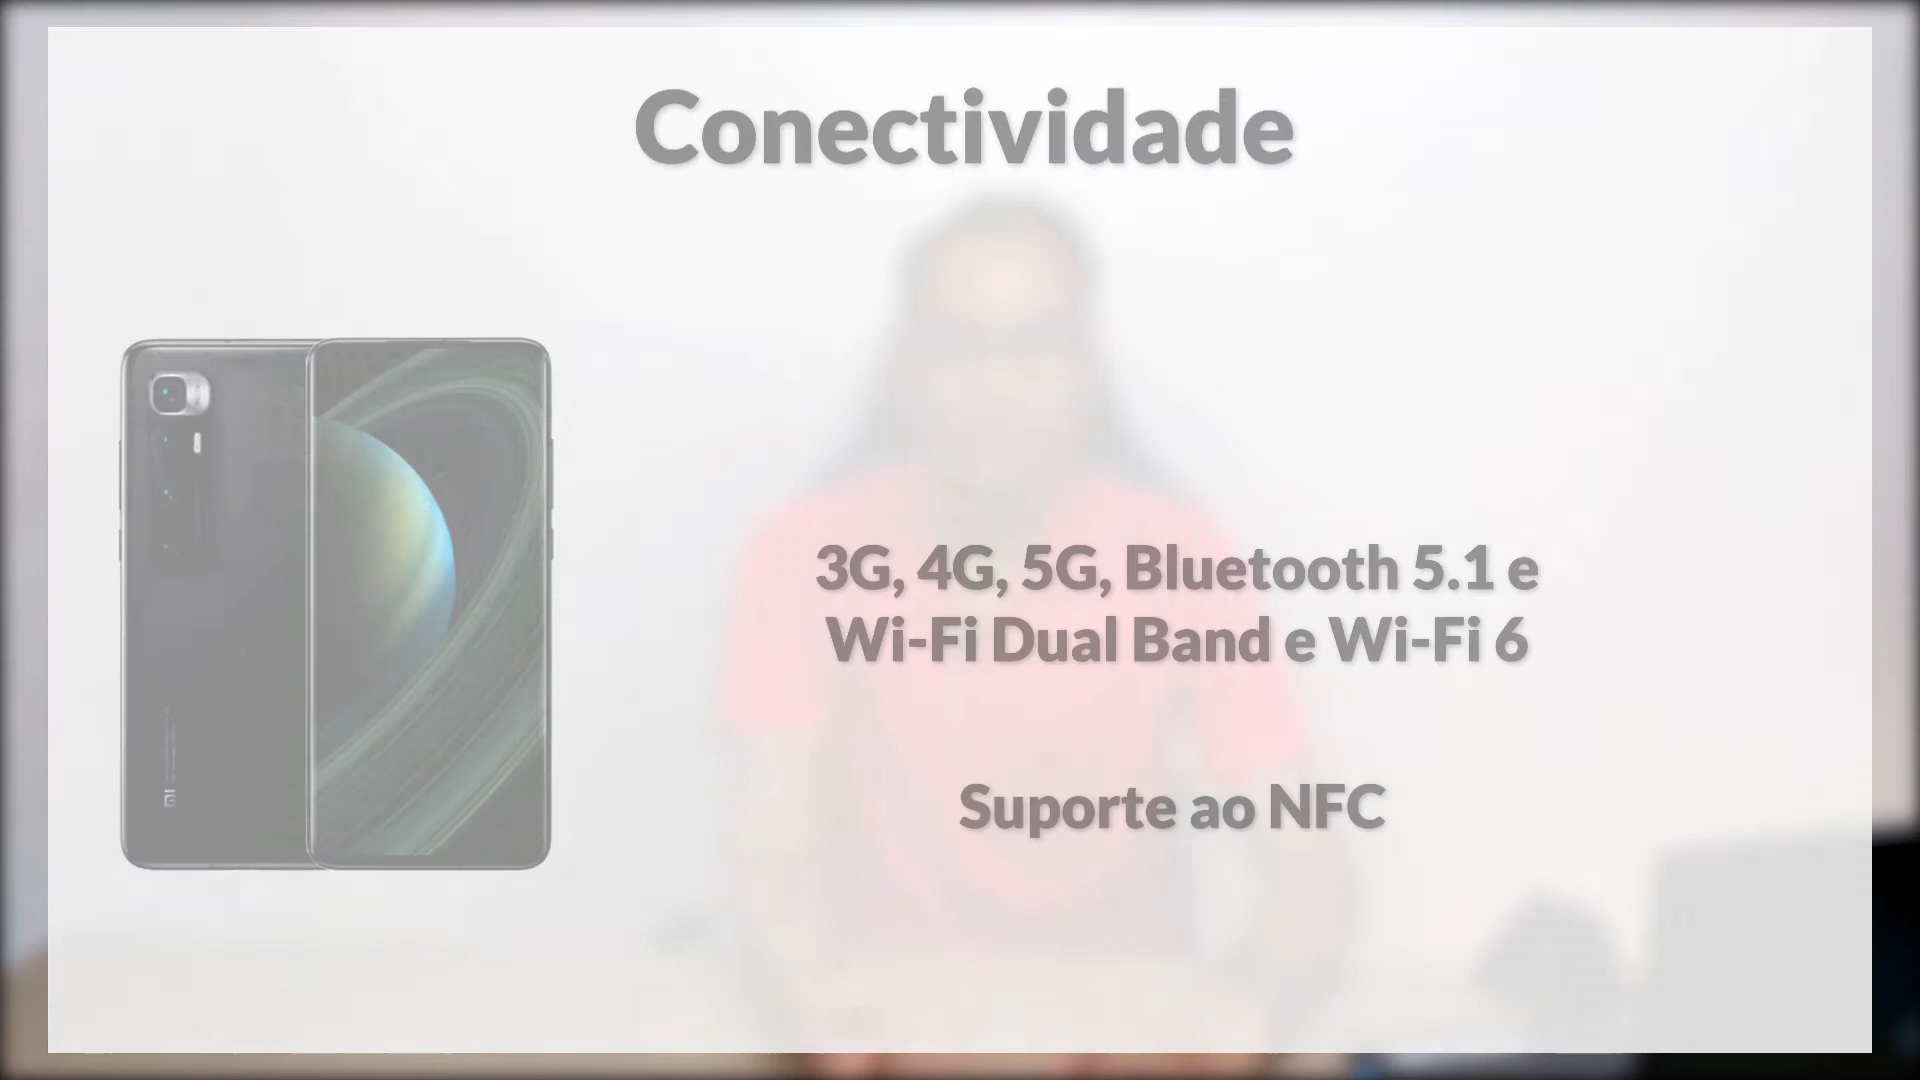 Conectividade
3G, 4G, 5G, Bluetooth 5.1 e
Wi-Fi Dual Band e Wi-Fi 6
Suporte ao NFC